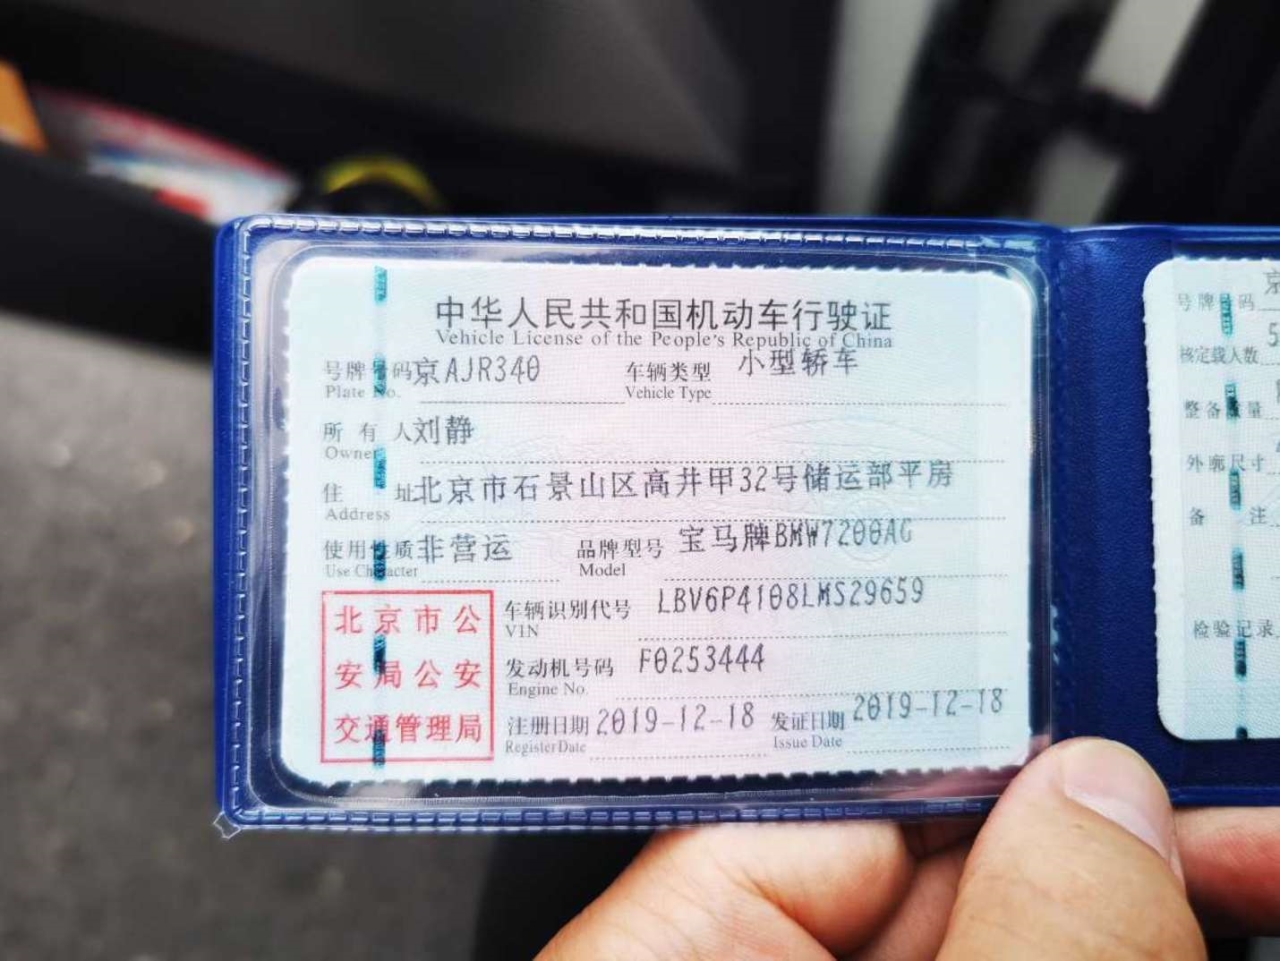 中华人民共和国机动车行驶证
Vehicle License of the People's Republic of China
号牌号码 京AJR340 车辆类型 小型轿车
Plate No. Vehicle Type
所有人 刘静
Owner
住址 北京市石景山区高井甲32号储运部平房
Address
使用性质 非营运 品牌型号 宝马牌BMW7200AC
Use Character Model
车辆识别代号 LBV6P4108LMS29659
VIN
发动机号码 F0253444
Engine No.
注册日期 2019-12-18 发证日期 2019-12-18
Register Date Issue Date
北京市公
安局公安
交通管理局
号牌号码 京
核定载人数 5
整备质量
外廓尺寸
备注
检验记录